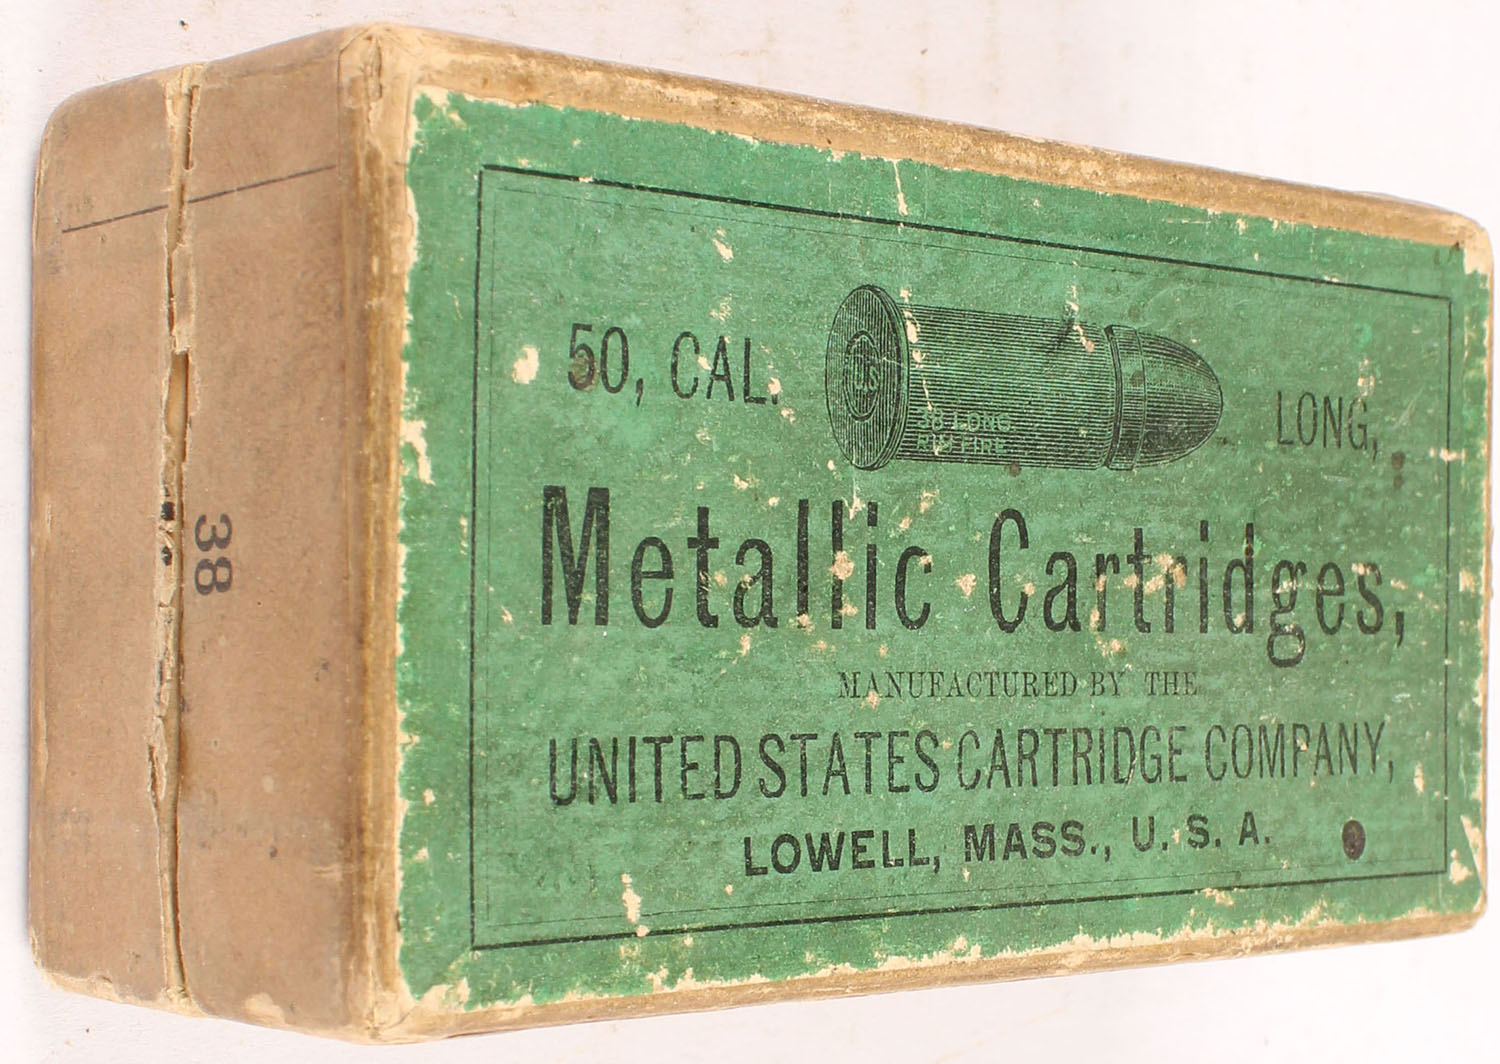 50, CAL.
LONG,
U.S
38 LONG
RIM FIRE
Metallic Cartridges,
MANUFACTURED BY THE
UNITED STATES CARTRIDGE COMPANY,
LOWELL, MASS., U. S. A.
38